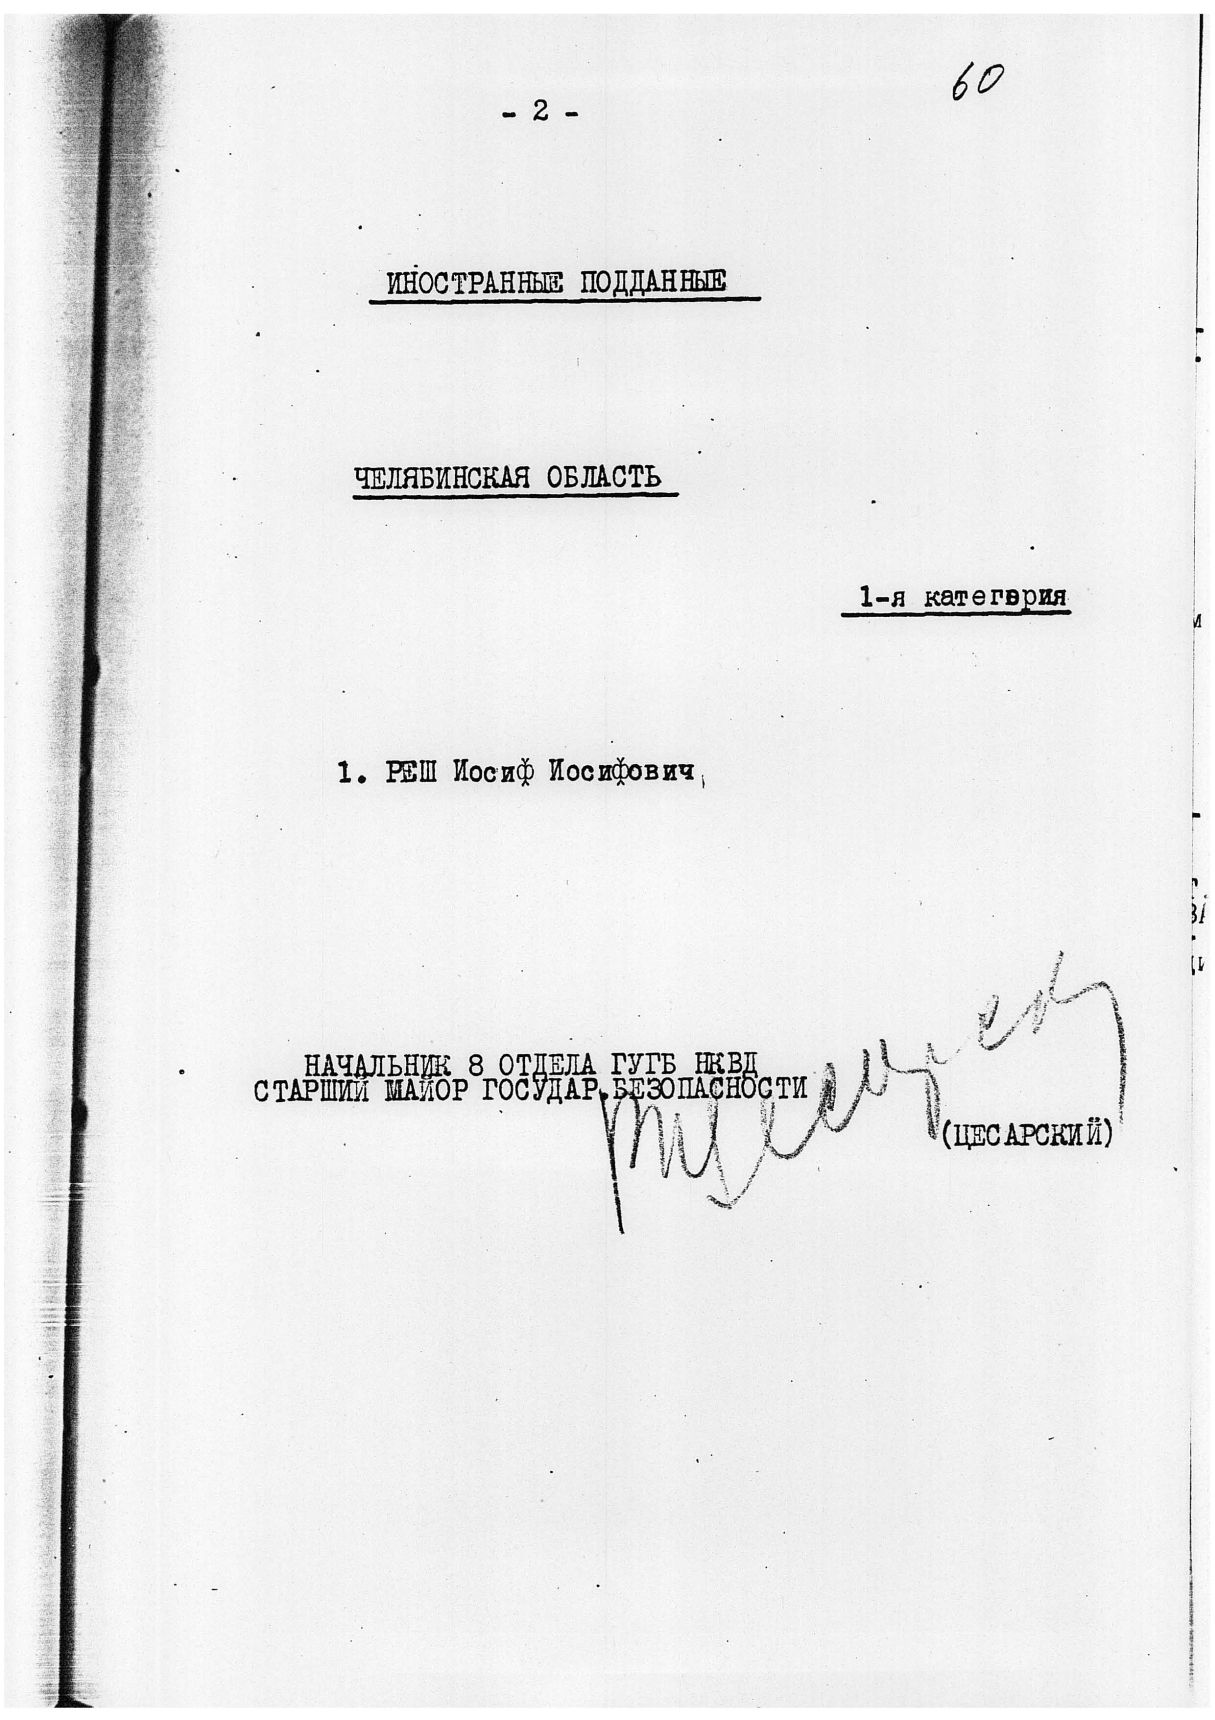 60
- 2 -
ИНОСТРАННЫЕ ПОДДАННЫЕ
ЧЕЛЯБИНСКАЯ ОБЛАСТЬ
1-я категория
1. РЕШ Иосиф Иосифович
НАЧАЛЬНИК 8 ОТДЕЛА ГУГБ НКВД
СТАРШИЙ МАЙОР ГОСУДАР.БЕЗОПАСНОСТИ
(ЦЕСАРСКИЙ)